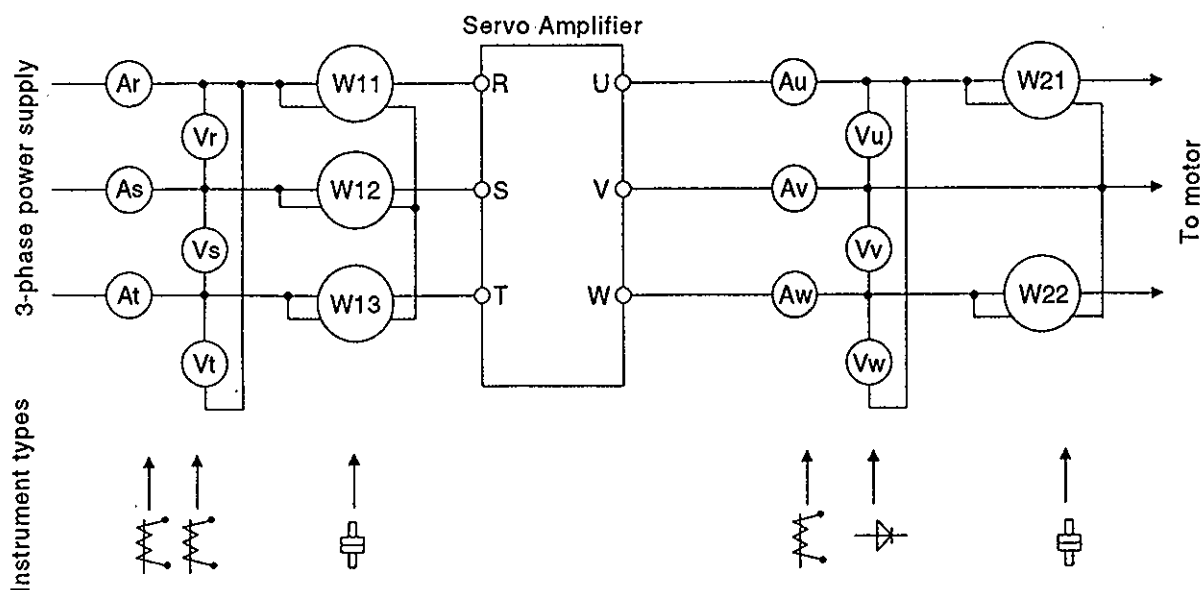 Servo Amplifier
3-phase power supply
Ar
W11
R
U
Au
W21
Vr
Vu
As
W12
S
V
Av
To motor
Vs
Vv
At
W13
T
W
Aw
W22
Vt
Vw
Instrument types